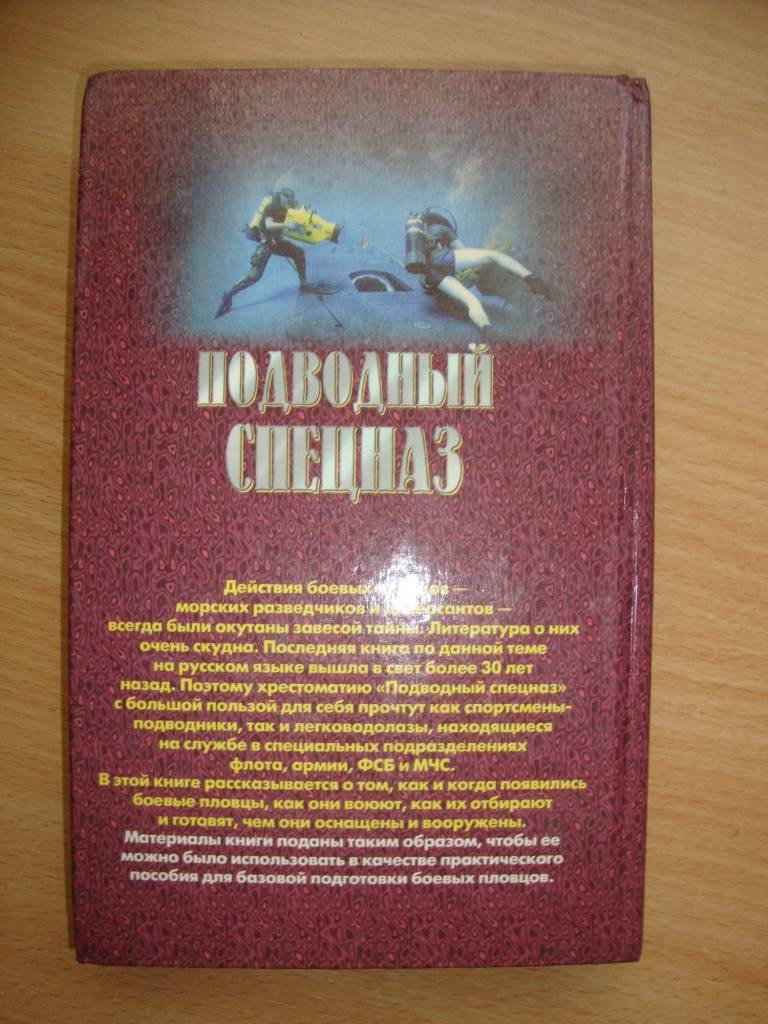 ПОДВОДНЫЙ
СПЕЦНАЗ
Действия боевых —
морских разведчиков и диверсантов —
всегда были окутаны завесой тайны. Литература о них
очень скудна. Последняя книга по данной теме
на русском языке вышла в свет более 30 лет
назад. Поэтому хрестоматию «Подводный спецназ»
с большой пользой для себя прочтут как спортсмены-
подводники, так и легководолазы, находящиеся
на службе в специальных подразделениях
флота, армии, ФСБ и МЧС.
В этой книге рассказывается о том, как и когда появились
боевые пловцы, как они воюют, как их отбирают
и готовят, чем они оснащены и вооружены.
Материалы книги поданы таким образом, чтобы ее
можно было использовать в качестве практического
пособия для базовой подготовки боевых пловцов.